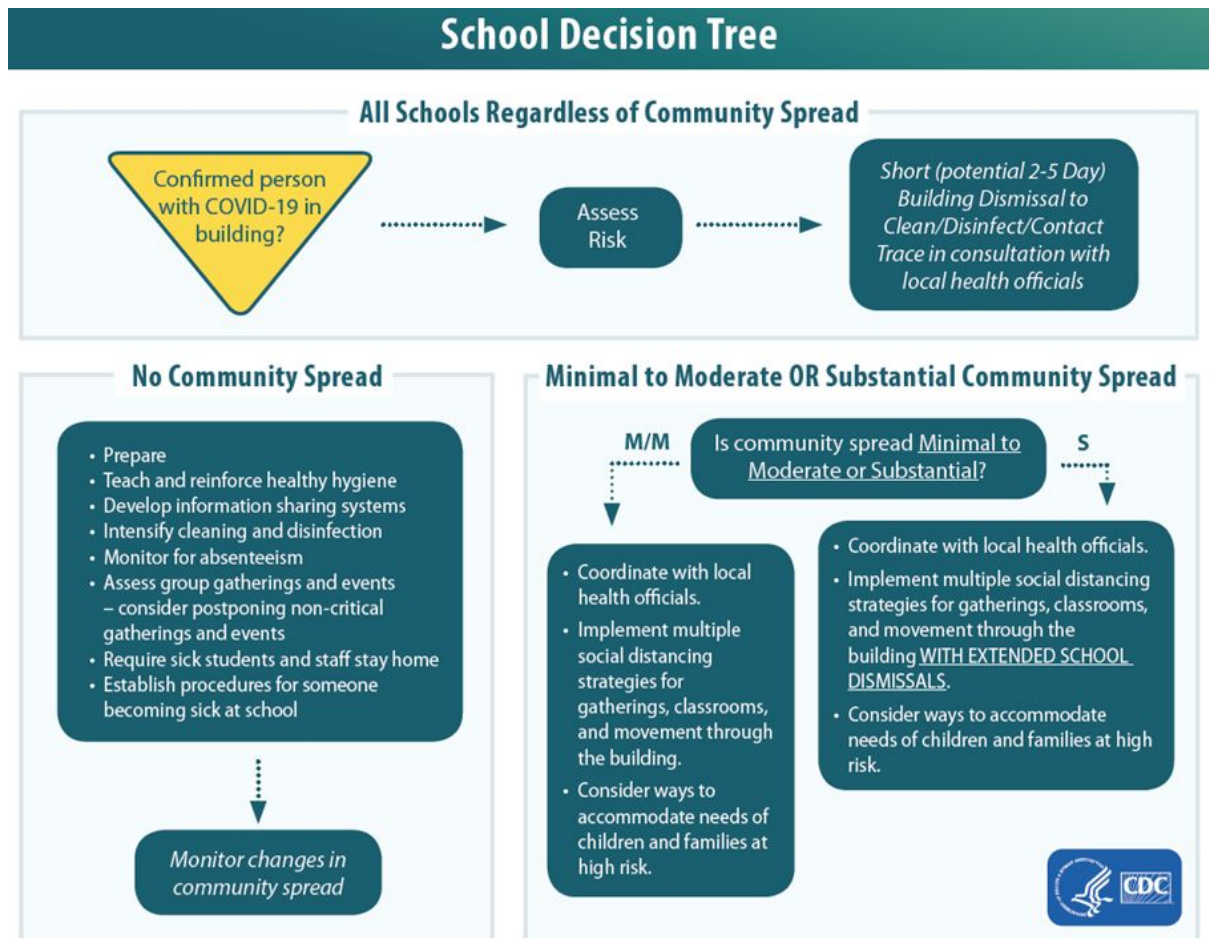 School Decision Tree
All Schools Regardless of Community Spread
Confirmed person
with COVID-19 in
building?
Assess
Risk
Short (potential 2-5 Day)
Building Dismissal to
Clean/Disinfect/Contact
Trace in consultation with
local health officials
No Community Spread
• Prepare
• Teach and reinforce healthy hygiene
• Develop information sharing systems
• Intensify cleaning and disinfection
• Monitor for absenteeism
• Assess group gatherings and events
– consider postponing non-critical
gatherings and events
• Require sick students and staff stay home
• Establish procedures for someone
becoming sick at school
Monitor changes in
community spread
Minimal to Moderate OR Substantial Community Spread
Is community spread Minimal to
Moderate or Substantial?
M/M
• Coordinate with local
health officials.
• Implement multiple
social distancing
strategies for
gatherings, classrooms,
and movement through
the building.
• Consider ways to
accommodate needs of
children and families at
high risk.
S
• Coordinate with local health officials.
• Implement multiple social distancing
strategies for gatherings, classrooms,
and movement through the
building WITH EXTENDED SCHOOL
DISMISSALS.
• Consider ways to accommodate
needs of children and families at high
risk.
CDC